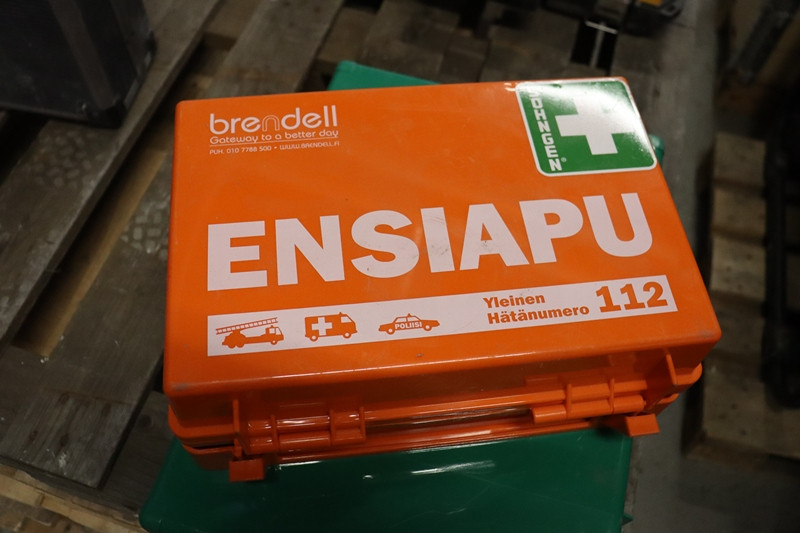 brendell
Gateway to a better day
PUH. 010 7788 500 • WWW.BRENDELL.FI
SÖHNGEN®
ENSIAPU
POLIISI
Yleinen
Hätänumero 112